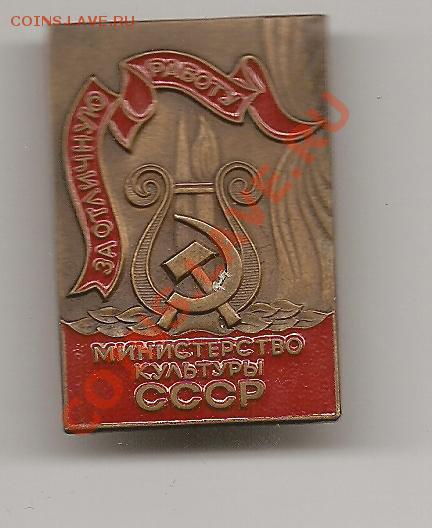 COINS.LAVE.RU
ЗА ОТЛИЧНУЮ
РАБОТУ
МИНИСТЕРСТВО
КУЛЬТУРЫ
СССР